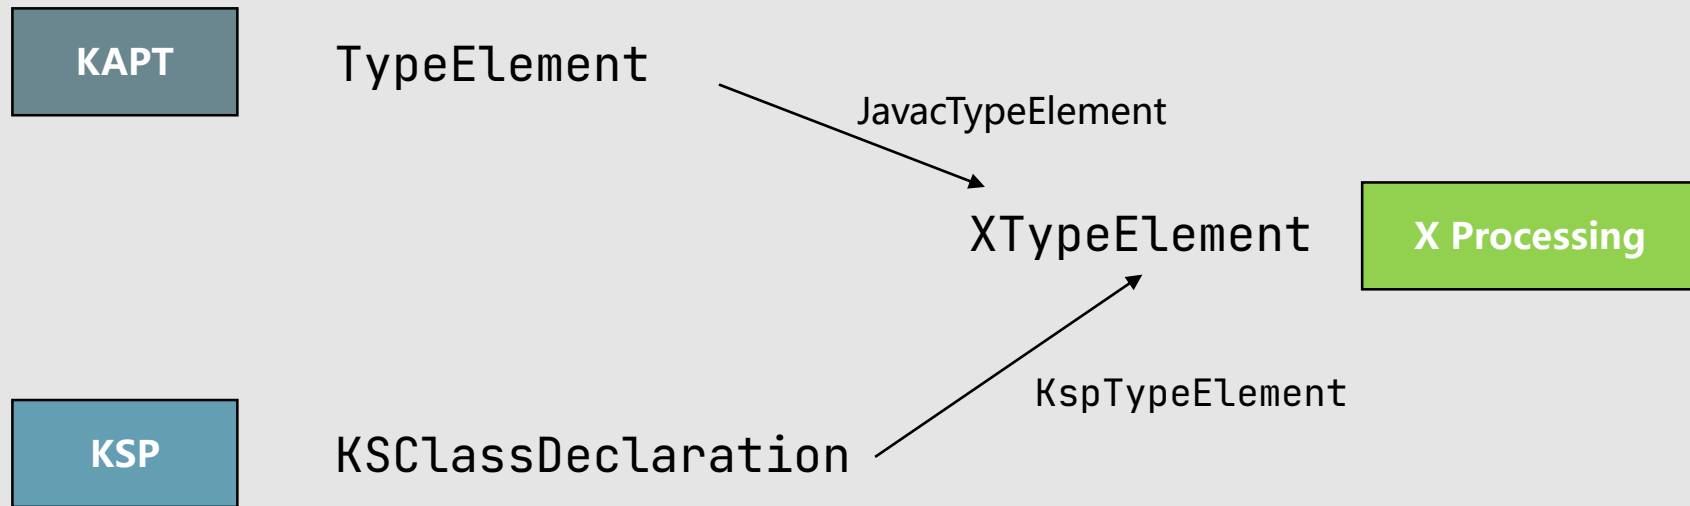 KAPT
TypeElement
JavacTypeElement
XTypeElement
X Processing
KspTypeElement
KSP
KSClassDeclaration